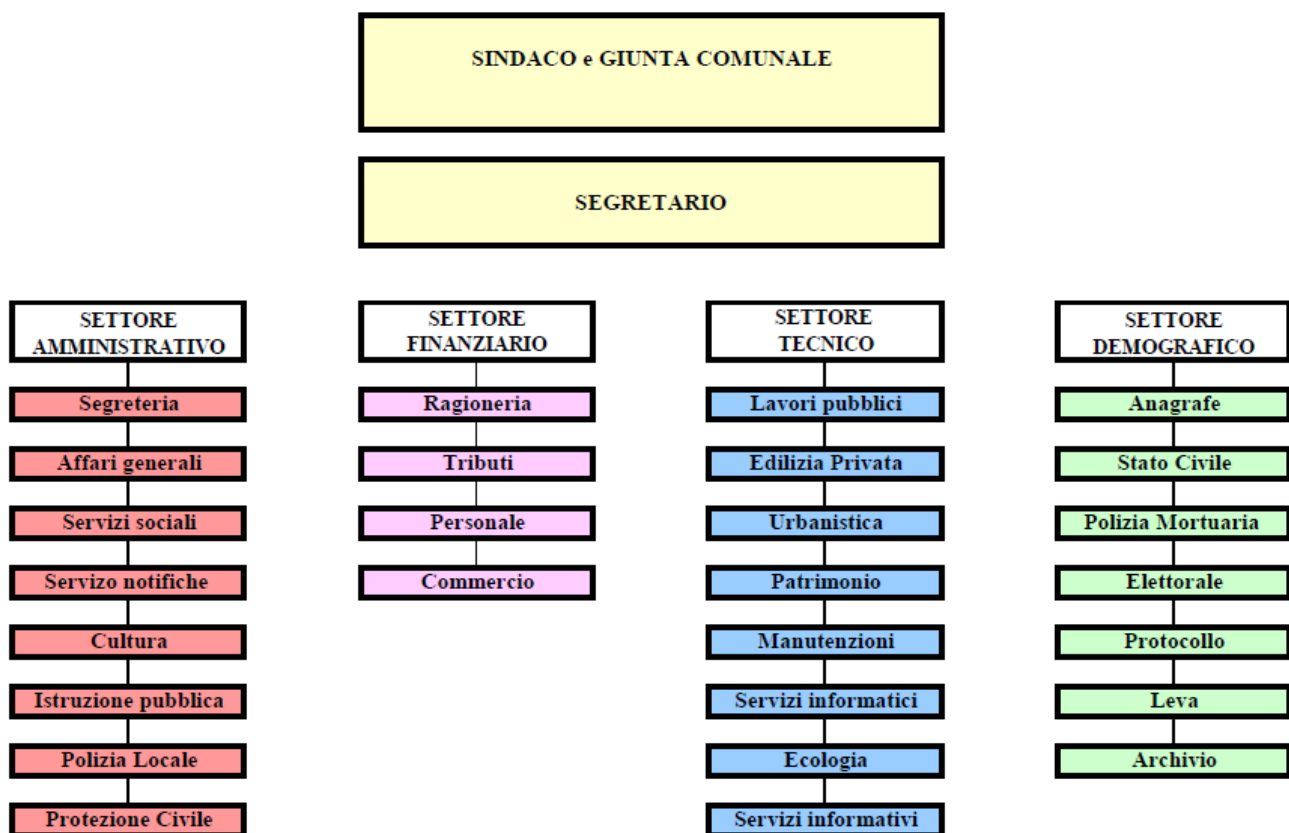 SINDACO e GIUNTA COMUNALE
SEGRETARIO
SETTORE
AMMINISTRATIVO
Segreteria
Affari generali
Servizi sociali
Servizo notifiche
Cultura
Istruzione pubblica
Polizia Locale
Protezione Civile
SETTORE
FINANZIARIO
Ragioneria
Tributi
Personale
Commercio
SETTORE
TECNICO
Lavori pubblici
Edilizia Privata
Urbanistica
Patrimonio
Manutenzioni
Servizi informatici
Ecologia
Servizi informativi
SETTORE
DEMOGRAFICO
Anagrafe
Stato Civile
Polizia Mortuaria
Elettorale
Protocollo
Leva
Archivio